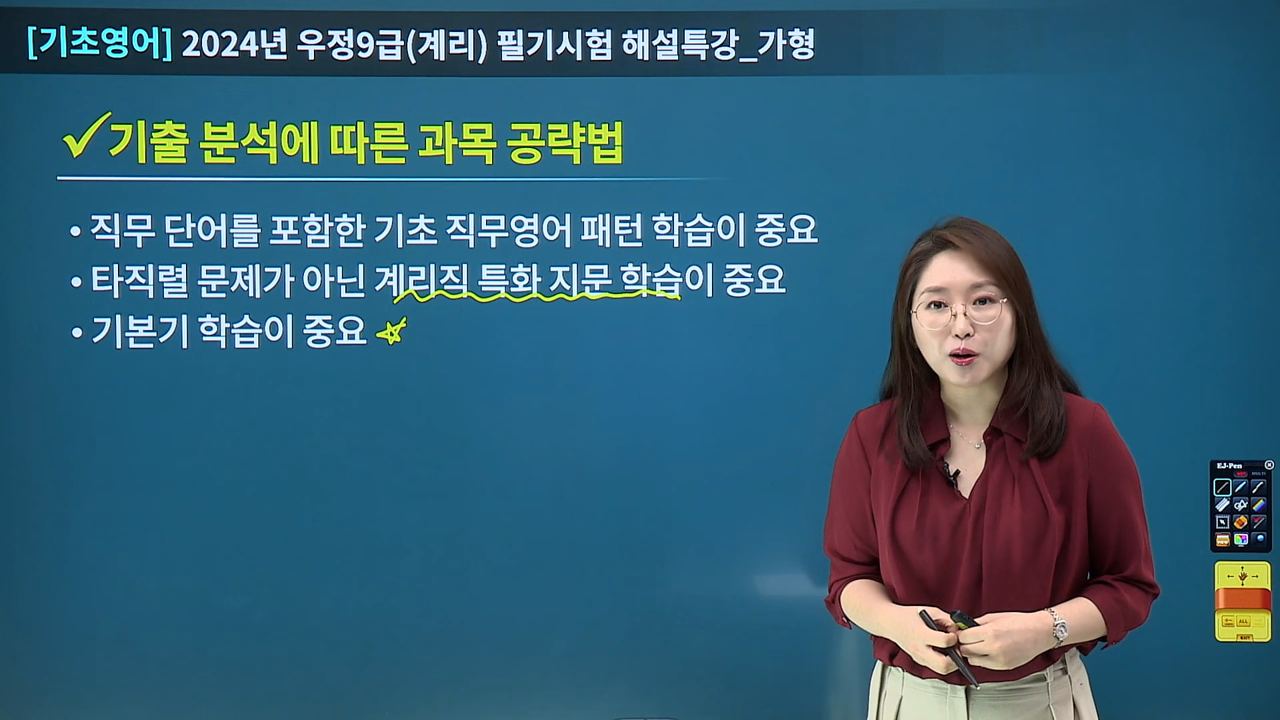 [기초영어] 2024년 우정9급(계리) 필기시험 해설특강_가형
✓기출 분석에 따른 과목 공략법
• 직무 단어를 포함한 기초 직무영어 패턴 학습이 중요
• 타직렬 문제가 아닌 계리직 특화 지문 학습이 중요
• 기본기 학습이 중요 ☆
EJ-Pen
ALL
EXIT